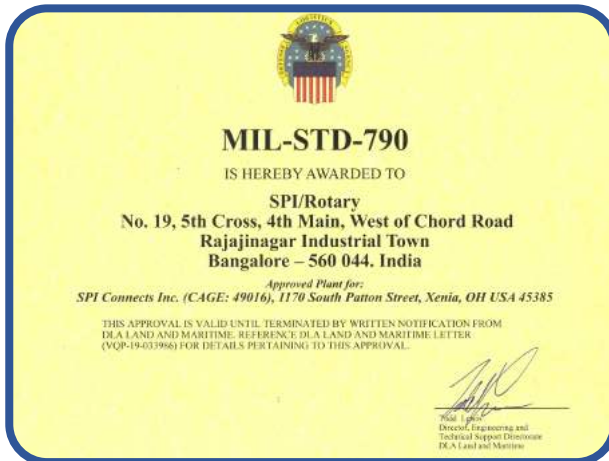 DEFENSE LOGISTICS AGENCY
MIL-STD-790
IS HEREBY AWARDED TO
SPI/Rotary
No. 19, 5th Cross, 4th Main, West of Chord Road
Rajajinagar Industrial Town
Bangalore – 560 044. India
Approved Plant for:
SPI Connects Inc. (CAGE: 49016), 1170 South Patton Street, Xenia, OH USA 45385
THIS APPROVAL IS VALID UNTIL TERMINATED BY WRITTEN NOTIFICATION FROM
DLA LAND AND MARITIME. REFERENCE DLA LAND AND MARITIME LETTER
(VQP-19-033986) FOR DETAILS PERTAINING TO THIS APPROVAL.
Director, Engineering and
Technical Support Directorate
DLA Land and Maritime